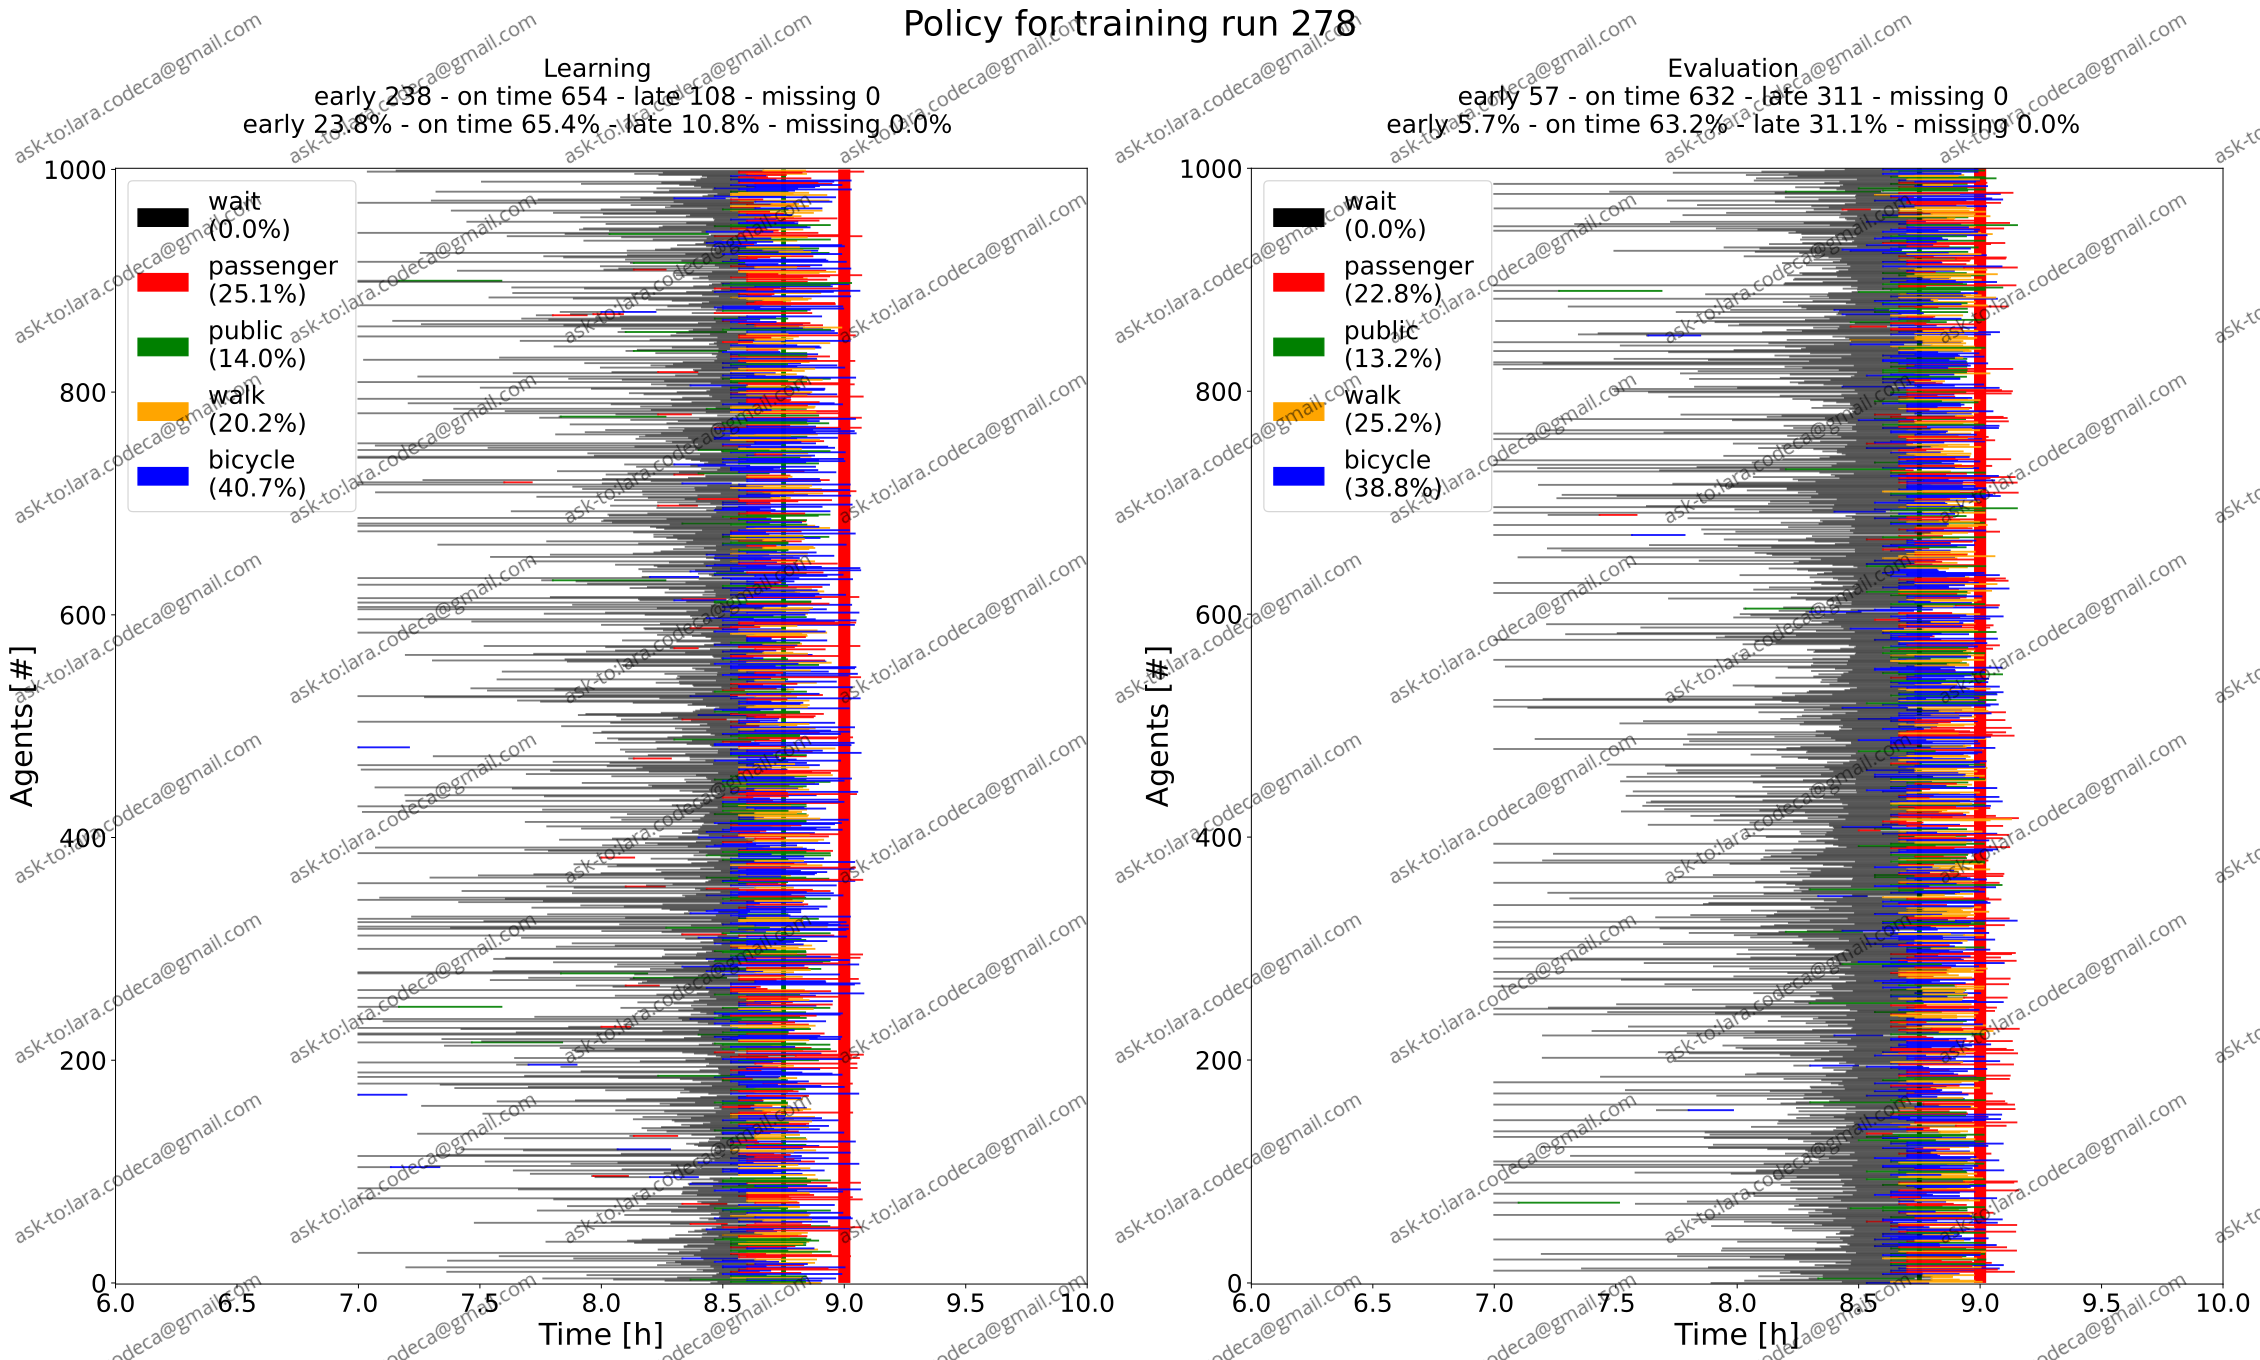 Policy for training run 278
Learning
early 238 - on time 654 - late 108 - missing 0
early 23.8% - on time 65.4% - late 10.8% - missing 0.0%
1000
800
600
400
200
0
Agents [#]
wait
(0.0%)
passenger
(25.1%)
public
(14.0%)
walk
(20.2%)
bicycle
(40.7%)
6.0 6.5 7.0 7.5 8.0 8.5 9.0 9.5 10.0
Time [h]
Evaluation
early 57 - on time 632 - late 311 - missing 0
early 5.7% - on time 63.2% - late 31.1% - missing 0.0%
1000
800
600
400
200
0
Agents [#]
wait
(0.0%)
passenger
(22.8%)
public
(13.2%)
walk
(25.2%)
bicycle
(38.8%)
6.0 6.5 7.0 7.5 8.0 8.5 9.0 9.5 10.0
Time [h]
ask-to:lara.codeca@gmail.com